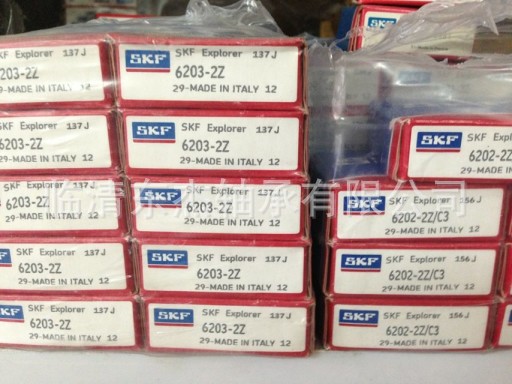 SKF Explorer 137J
6203-2Z
29-MADE IN ITALY 12
SKF SKF Explorer 137J
6203-2Z
29-MADE IN ITALY 12
Explorer 137J
6203-2Z
29-MADE IN ITALY 12
SKF SKF Explorer 137J
6203-2Z
29-MADE IN ITALY 12
Explorer 137J
6203-2Z
29-MADE IN ITALY 12
SKF SKF Explorer 137J
6203-2Z
29-MADE IN ITALY 12
SKF Explorer 137J
6203-2Z
29-MADE IN ITALY 12
SKF SKF Explorer 137J
6203-2Z
29-MADE IN ITALY 12
SKF Explorer 137J
6203-2Z
29-MADE IN ITALY 12
SKF SKF Explorer 137J
6203-2Z
29-MADE IN ITALY 12
SKF SKF Explorer
6202-2Z
29-MADE IN ITALY
SKF SKF Explorer 156J
6202-2Z/C3
29-MADE IN ITALY 12
SKF SKF Explorer 156J
6202-2Z/C3
29-MADE IN ITALY 12
SKF SKF Explorer 156J
6202-2Z/C3
29-MADE IN ITALY 12
轴承有限公司